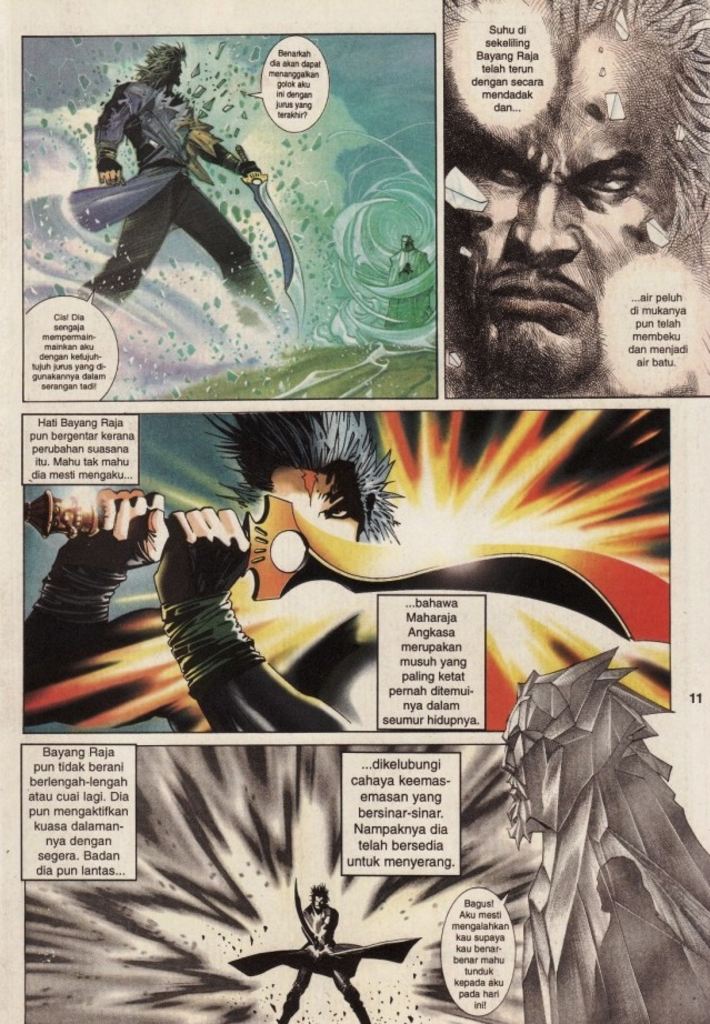 Benarkah
dia akan dapat
menanggalkan
golok aku
ini dengan
jurus yang
terakhir?
Cis! Dia
sengaja
mempermain-
mainkan aku
dengan ketujuh-
tujuh jurus yang di-
gunakannya dalam
serangan tadi!
Suhu di
sekeliling
Bayang Raja
telah terun
dengan secara
mendadak
dan...
...air peluh
di mukanya
pun telah
membeku
dan menjadi
air batu.
Hati Bayang Raja
pun bergentar kerana
perubahan suasana
itu. Mahu tak mahu
dia mesti mengaku...
...bahawa
Maharaja
Angkasa
merupakan
musuh yang
paling ketat
pernah ditemui-
nya dalam
seumur hidupnya.
11
Bayang Raja
pun tidak berani
berlengah-lengah
atau cuai lagi. Dia
pun mengaktifkan
kuasa dalaman-
nya dengan
segera. Badan
dia pun lantas...
...dikelubungi
cahaya keemas-
emasan yang
bersinar-sinar.
Nampaknya dia
telah bersedia
untuk menyerang.
Bagus!
Aku mesti
mengalahkan
kau supaya
kau benar-
benar mahu
tunduk
kepada aku
pada hari
ini!